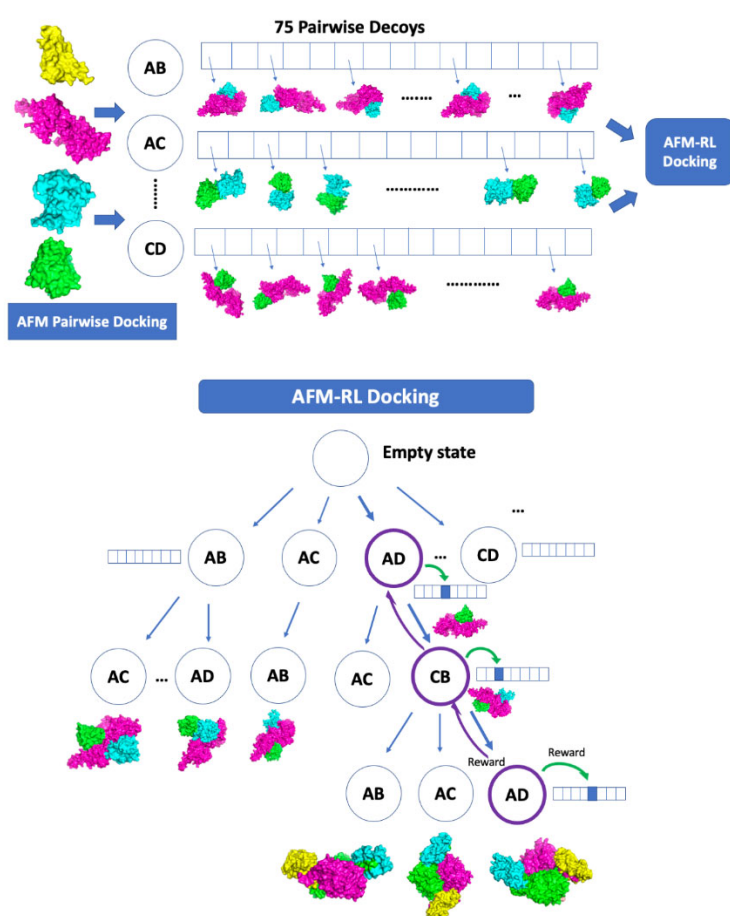 75 Pairwise Decoys
AB
AC
CD
AFM-RL
Docking
AFM Pairwise Docking
AFM-RL Docking
Empty state
...
AB
AC
AD
...
CD
AC
...
AD
AB
AC
CB
Reward
Reward
AB
AC
AD